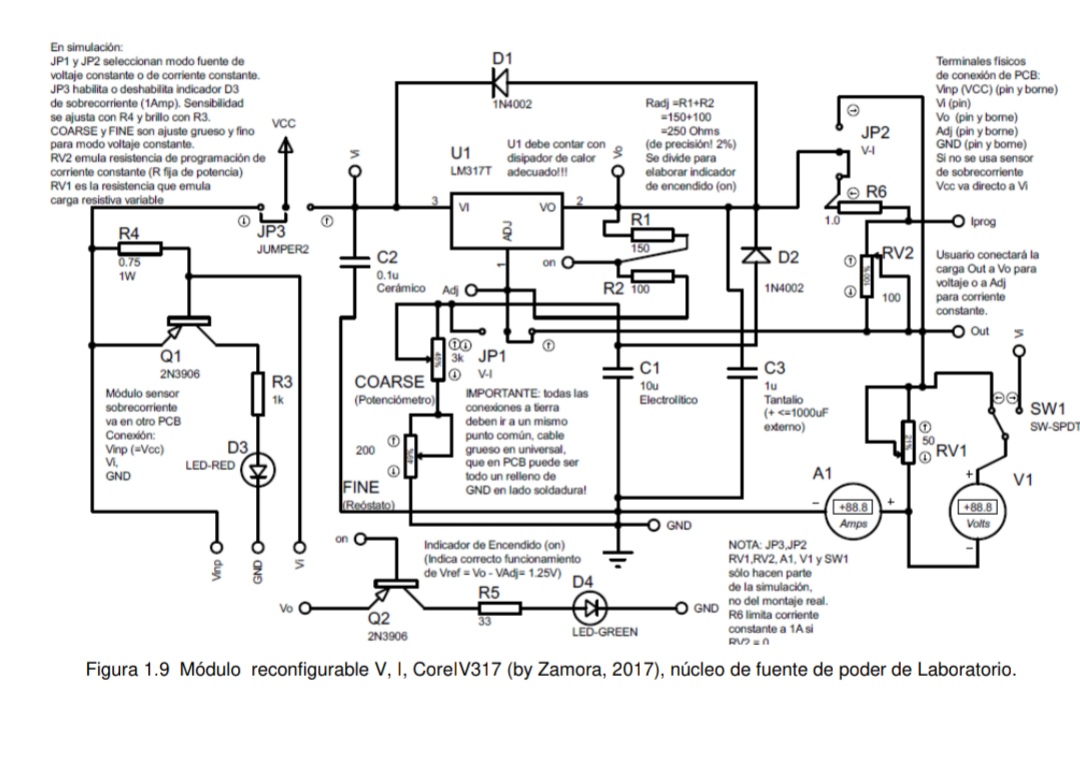 En simulación:
JP1 y JP2 seleccionan modo fuente de
voltaje constante o de corriente constante.
JP3 habilita o deshabilita indicador D3
de sobrecorriente (1Amp). Sensibilidad
se ajusta con R4 y brillo con R3.
COARSE y FINE son ajuste grueso y fino
para modo voltaje constante.
RV2 emula resistencia de programación de
corriente constante (R fija de potencia)
RV1 es la resistencia que emula
carga resistiva variable
VCC
JP3
JUMPER2
R4
0.75
1W
Q1
2N3906
Módulo sensor
sobrecorriente
va en otro PCB
Conexión:
Vinp (=Vcc)
Vi,
GND
R3
1k
D3
LED-RED
Vinp
GND
Vi
D1
1N4002
Vi
U1
LM317T
U1 debe contar con
disipador de calor
adecuado!!!
3
VI
VO
2
ADJ
1
Vo
Radj =R1+R2
=150+100
=250 Ohms
(de precisión! 2%)
Se divide para
elaborar indicador
de encendido (on)
R1
150
on
R2
100
C2
0.1u
Cerámico
Adj
D2
1N4002
JP1
V-I
3k
COARSE
(Potenciómetro)
200
FINE
(Reóstato)
IMPORTANTE: todas las
conexiones a tierra
deben ir a un mismo
punto común, cable
grueso en universal,
que en PCB puede ser
todo un relleno de
GND en lado soldadura!
C1
10u
Electrolítico
C3
1u
Tantalio
(+ <=1000uF
externo)
JP2
V-I
R6
1.0
RV2
100%
100
Iprog
Out
Terminales físicos
de conexión de PCB:
Vinp (VCC) (pin y borne)
Vi (pin)
Vo (pin y borne)
Adj (pin y borne)
GND (pin y borne)
Si no se usa sensor
de sobrecorriente
Vcc va directo a Vi
Usuario conectará la
carga Out a Vo para
voltaje o a Adj
para corriente
constante.
Vi
SW1
SW-SPDT
50
RV1
A1
-
+88.8
+
Amps
V1
+
+88.8
Volts
-
GND
on
Indicador de Encendido (on)
(Indica correcto funcionamiento
de Vref = Vo - VAdj= 1.25V)
Vo
Q2
2N3906
R5
33
D4
LED-GREEN
GND
NOTA: JP3,JP2
RV1,RV2, A1, V1 y SW1
sólo hacen parte
de la simulación,
no del montaje real.
R6 limita corriente
constante a 1A si
RV2 = 0
Figura 1.9 Módulo reconfigurable V, I, CoreIV317 (by Zamora, 2017), núcleo de fuente de poder de Laboratorio.